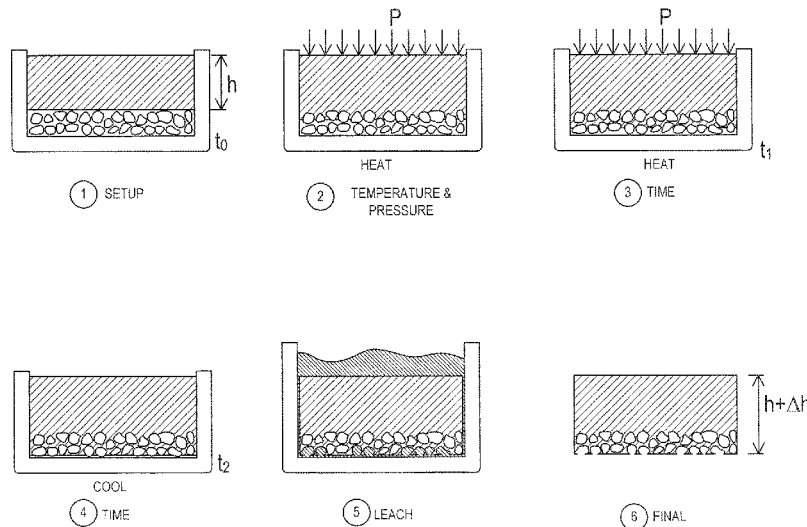 P
P
h
t0
t1
HEAT
HEAT
1 SETUP
2 TEMPERATURE &
PRESSURE
3 TIME
h+Δh
t2
COOL
4 TIME
5 LEACH
6 FINAL